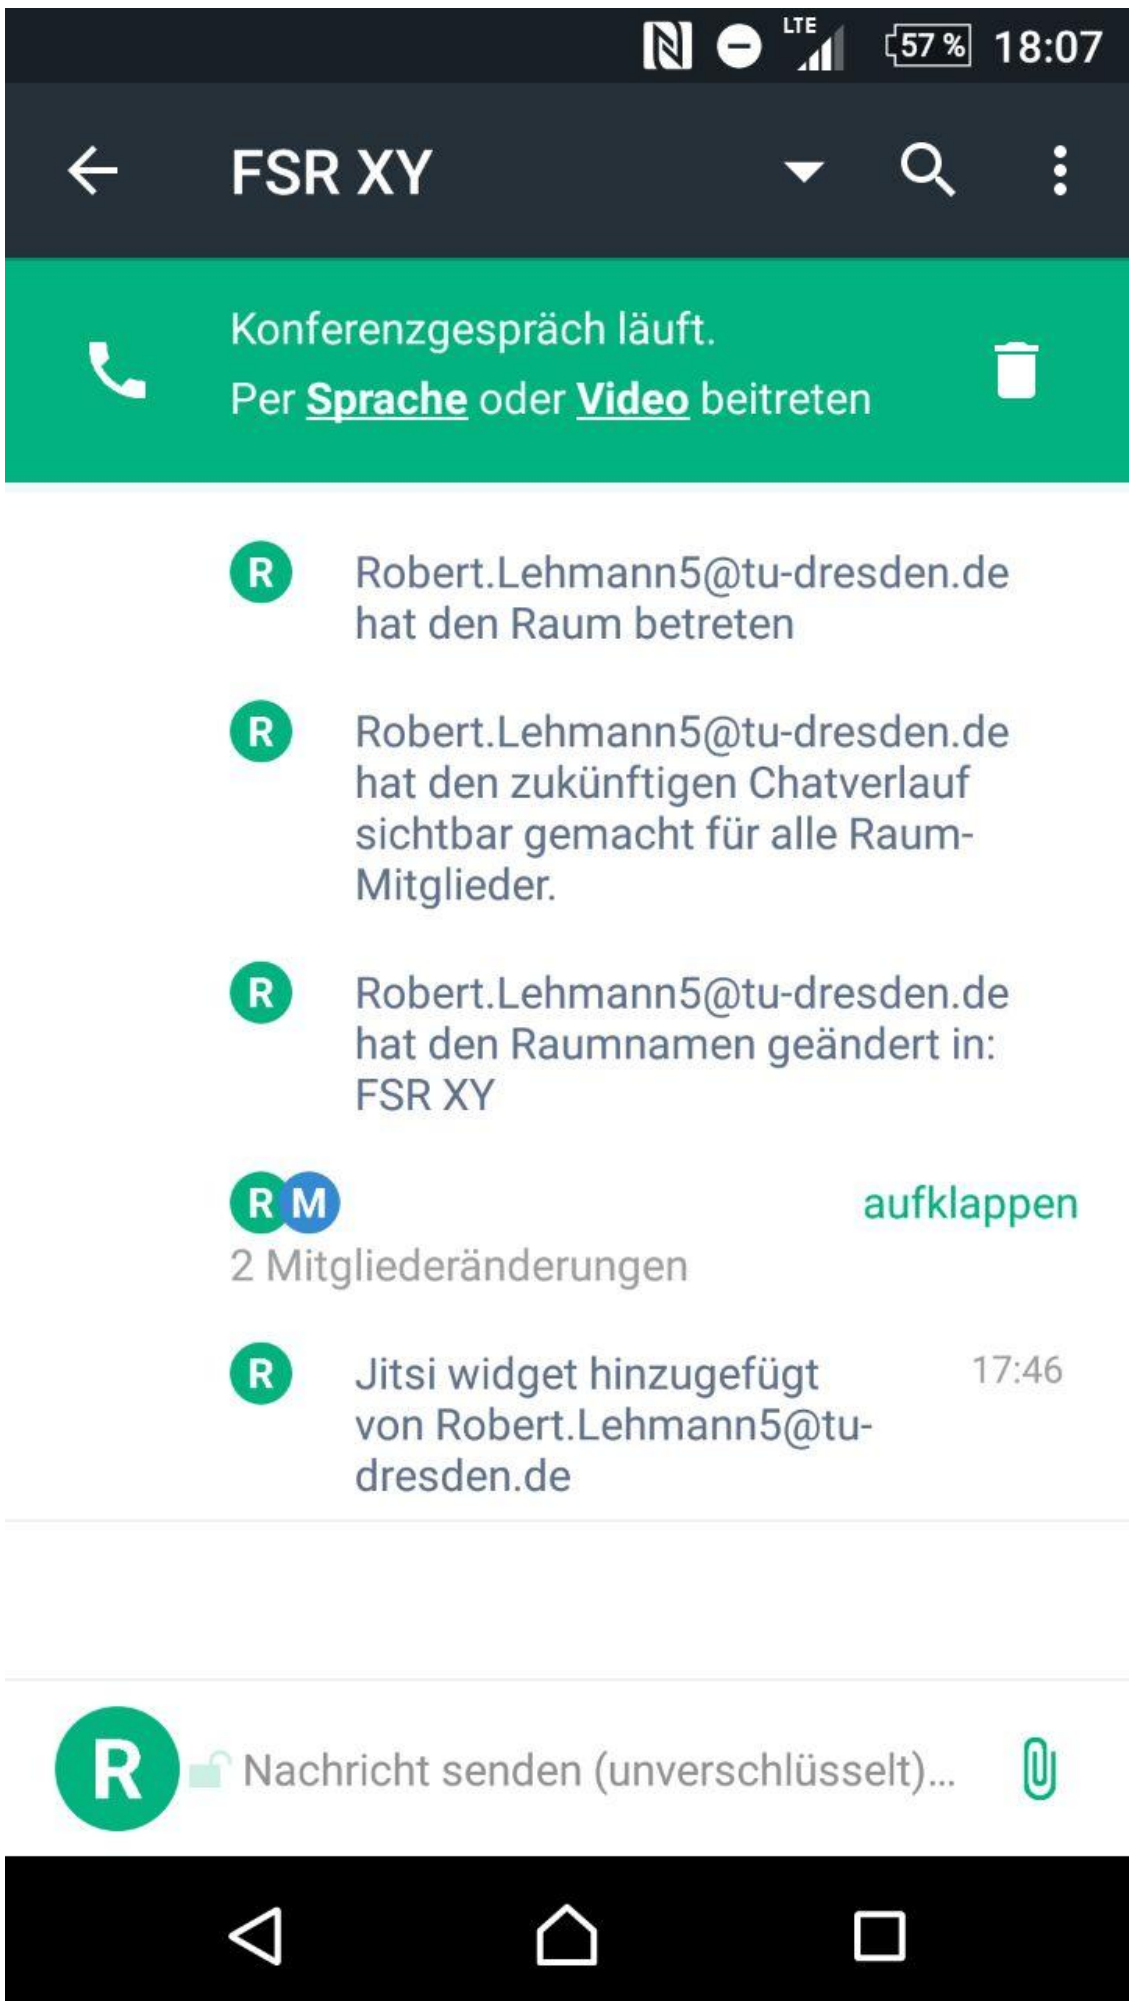 LTE
57 %
18:07
FSR XY
Konferenzgespräch läuft.
Per Sprache oder Video beitreten
R
Robert.Lehmann5@tu-dresden.de
hat den Raum betreten
R
Robert.Lehmann5@tu-dresden.de
hat den zukünftigen Chatverlauf
sichtbar gemacht für alle Raum-
Mitglieder.
R
Robert.Lehmann5@tu-dresden.de
hat den Raumnamen geändert in:
FSR XY
R M
aufklappen
2 Mitgliederänderungen
R
Jitsi widget hinzugefügt 17:46
von Robert.Lehmann5@tu-
dresden.de
R
Nachricht senden (unverschlüsselt)...